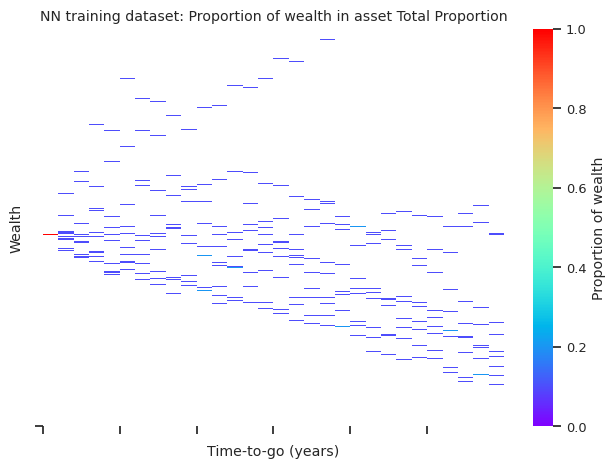 NN training dataset: Proportion of wealth in asset Total Proportion
Wealth
Time-to-go (years)
1.0
0.8
0.6
0.4
0.2
0.0
Proportion of wealth